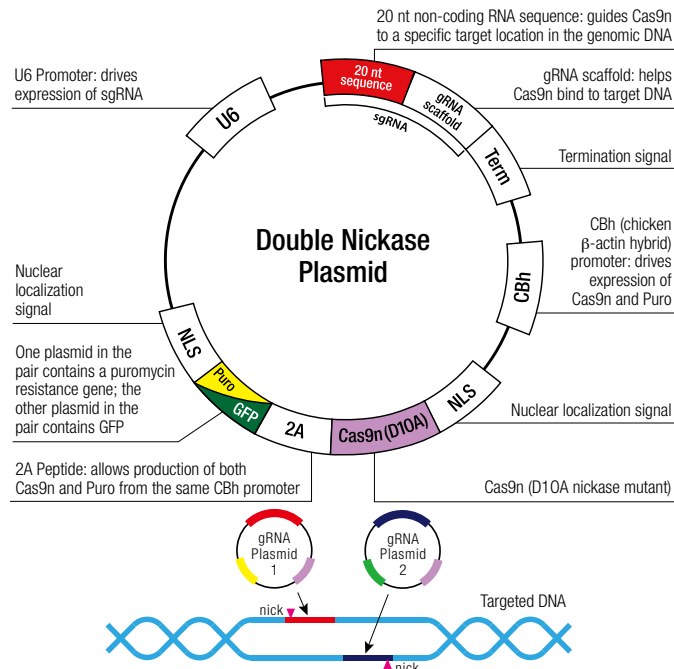 20 nt non-coding RNA sequence: guides Cas9n
to a specific target location in the genomic DNA
U6 Promoter: drives
expression of sgRNA
gRNA scaffold: helps
Cas9n bind to target DNA
20 nt
sequence
gRNA
scaffold
sgRNA
U6
Term
Termination signal
Double Nickase
Plasmid
CBh (chicken
β-actin hybrid)
promoter: drives
expression of
Cas9n and Puro
CBh
Nuclear
localization
signal
NLS
One plasmid in the
pair contains a puromycin
resistance gene; the
other plasmid in the
pair contains GFP
Puro
GFP
2A
Cas9n (D10A)
NLS
Nuclear localization signal
2A Peptide: allows production of both
Cas9n and Puro from the same CBh promoter
Cas9n (D10A nickase mutant)
gRNA
Plasmid
1
gRNA
Plasmid
2
nick
Targeted DNA
nick